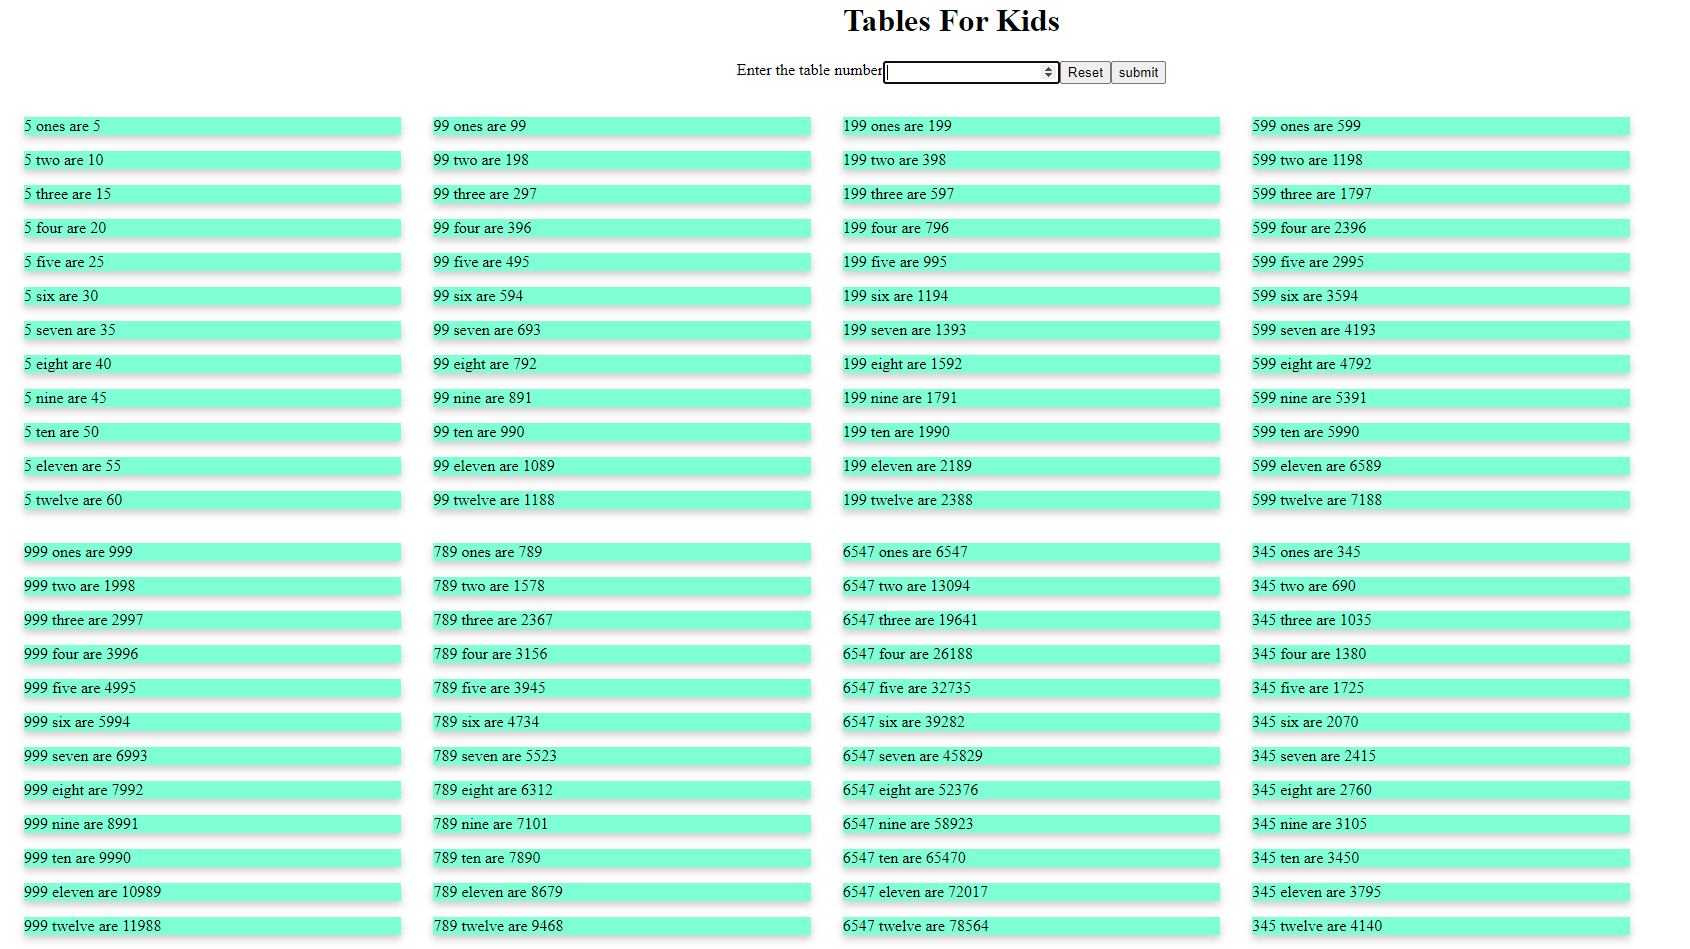 Tables For Kids
Enter the table number Reset submit
5 ones are 5
5 two are 10
5 three are 15
5 four are 20
5 five are 25
5 six are 30
5 seven are 35
5 eight are 40
5 nine are 45
5 ten are 50
5 eleven are 55
5 twelve are 60
99 ones are 99
99 two are 198
99 three are 297
99 four are 396
99 five are 495
99 six are 594
99 seven are 693
99 eight are 792
99 nine are 891
99 ten are 990
99 eleven are 1089
99 twelve are 1188
199 ones are 199
199 two are 398
199 three are 597
199 four are 796
199 five are 995
199 six are 1194
199 seven are 1393
199 eight are 1592
199 nine are 1791
199 ten are 1990
199 eleven are 2189
199 twelve are 2388
599 ones are 599
599 two are 1198
599 three are 1797
599 four are 2396
599 five are 2995
599 six are 3594
599 seven are 4193
599 eight are 4792
599 nine are 5391
599 ten are 5990
599 eleven are 6589
599 twelve are 7188
999 ones are 999
999 two are 1998
999 three are 2997
999 four are 3996
999 five are 4995
999 six are 5994
999 seven are 6993
999 eight are 7992
999 nine are 8991
999 ten are 9990
999 eleven are 10989
999 twelve are 11988
789 ones are 789
789 two are 1578
789 three are 2367
789 four are 3156
789 five are 3945
789 six are 4734
789 seven are 5523
789 eight are 6312
789 nine are 7101
789 ten are 7890
789 eleven are 8679
789 twelve are 9468
6547 ones are 6547
6547 two are 13094
6547 three are 19641
6547 four are 26188
6547 five are 32735
6547 six are 39282
6547 seven are 45829
6547 eight are 52376
6547 nine are 58923
6547 ten are 65470
6547 eleven are 72017
6547 twelve are 78564
345 ones are 345
345 two are 690
345 three are 1035
345 four are 1380
345 five are 1725
345 six are 2070
345 seven are 2415
345 eight are 2760
345 nine are 3105
345 ten are 3450
345 eleven are 3795
345 twelve are 4140